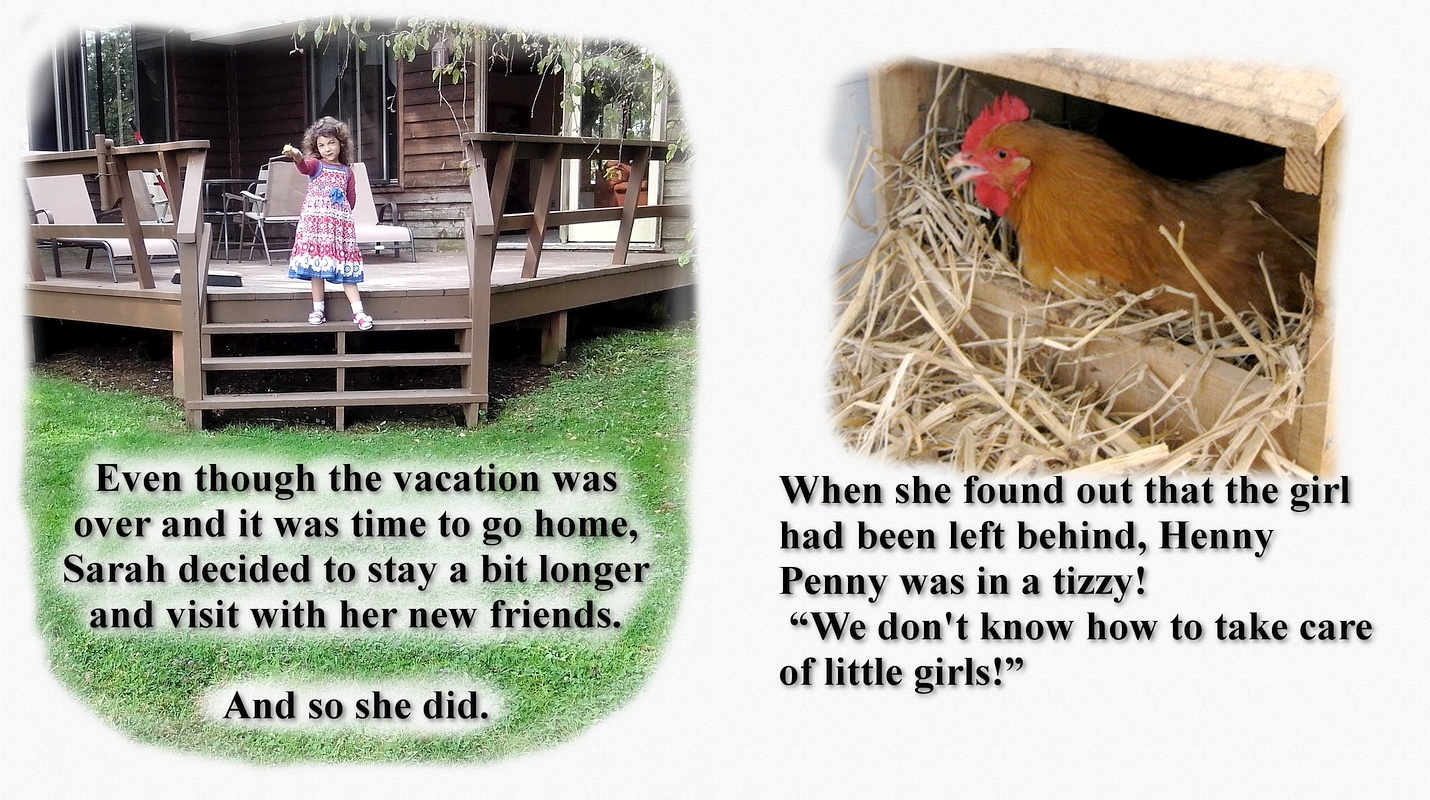 Even though the vacation was
over and it was time to go home,
Sarah decided to stay a bit longer
and visit with her new friends.
And so she did.
When she found out that the girl
had been left behind, Henny
Penny was in a tizzy!
“We don't know how to take care
of little girls!”